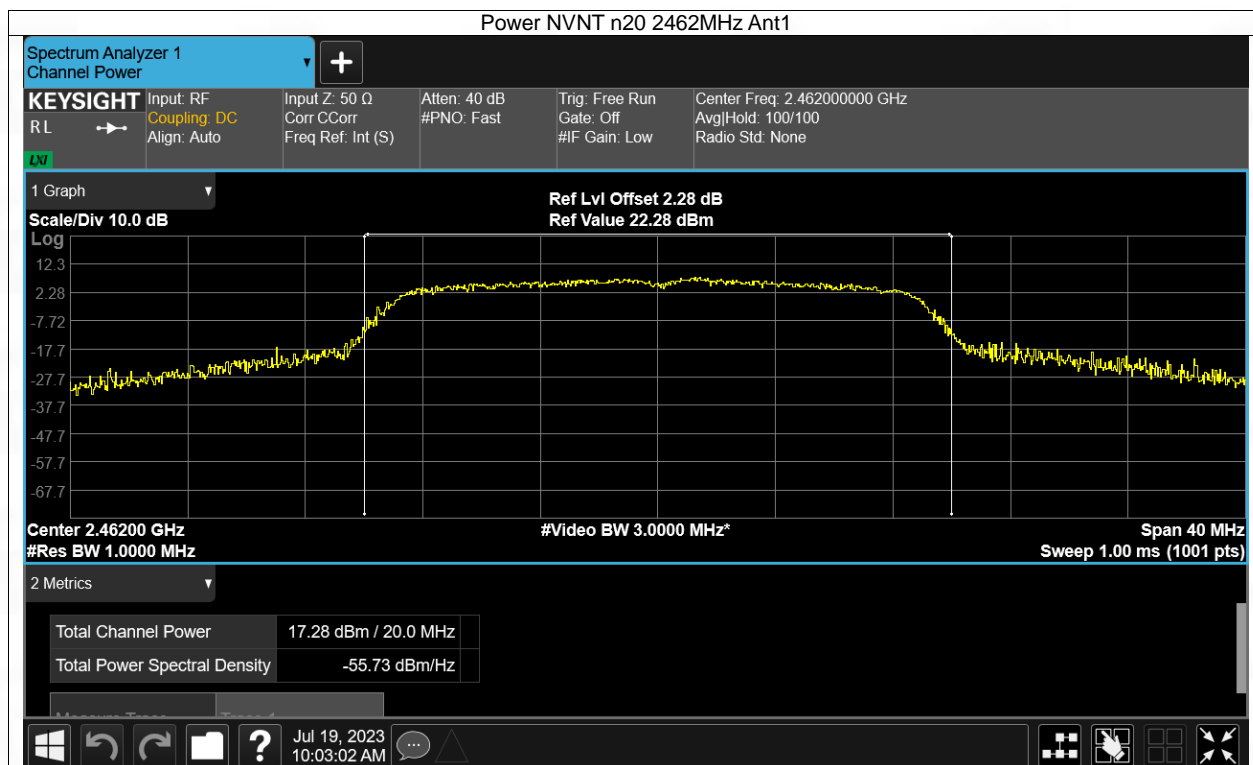 Power NVNT n20 2462MHz Ant1
Spectrum Analyzer 1
Channel Power
+
KEYSIGHT
R L
LXI
Input: RF
Coupling: DC
Align: Auto
Input Z: 50 Ω
Corr CCorr
Freq Ref: Int (S)
Atten: 40 dB
#PNO: Fast
Trig: Free Run
Gate: Off
#IF Gain: Low
Center Freq: 2.462000000 GHz
Avg|Hold: 100/100
Radio Std: None
1 Graph
Scale/Div 10.0 dB
Ref Lvl Offset 2.28 dB
Ref Value 22.28 dBm
Log
12.3
2.28
-7.72
-17.7
-27.7
-37.7
-47.7
-57.7
-67.7
Center 2.46200 GHz
#Video BW 3.0000 MHz*
Span 40 MHz
#Res BW 1.0000 MHz
Sweep 1.00 ms (1001 pts)
2 Metrics
Total Channel Power 17.28 dBm / 20.0 MHz
Total Power Spectral Density -55.73 dBm/Hz
?
Jul 19, 2023
10:03:02 AM